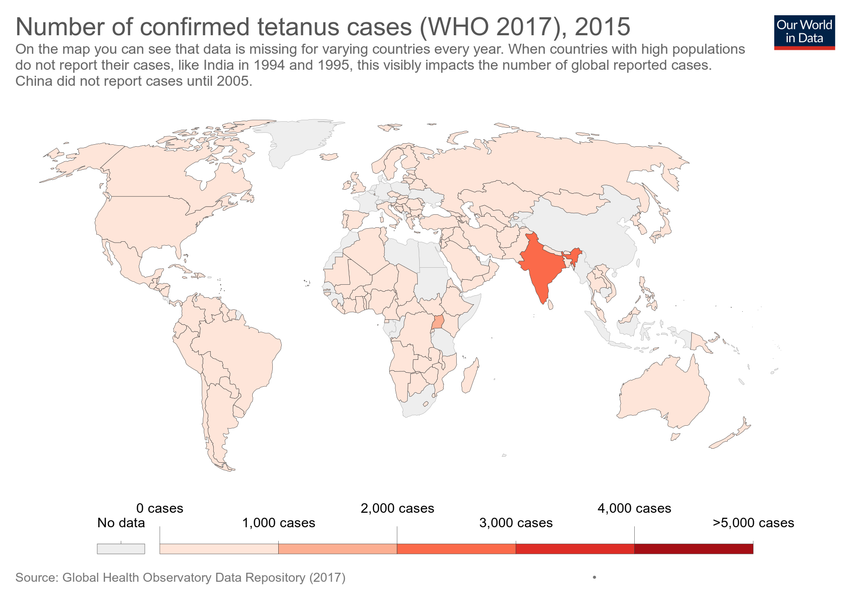 Number of confirmed tetanus cases (WHO 2017), 2015
Our World
in Data
On the map you can see that data is missing for varying countries every year. When countries with high populations
do not report their cases, like India in 1994 and 1995, this visibly impacts the number of global reported cases.
China did not report cases until 2005.
0 cases
2,000 cases
4,000 cases
No data
1,000 cases
3,000 cases
>5,000 cases
Source: Global Health Observatory Data Repository (2017)